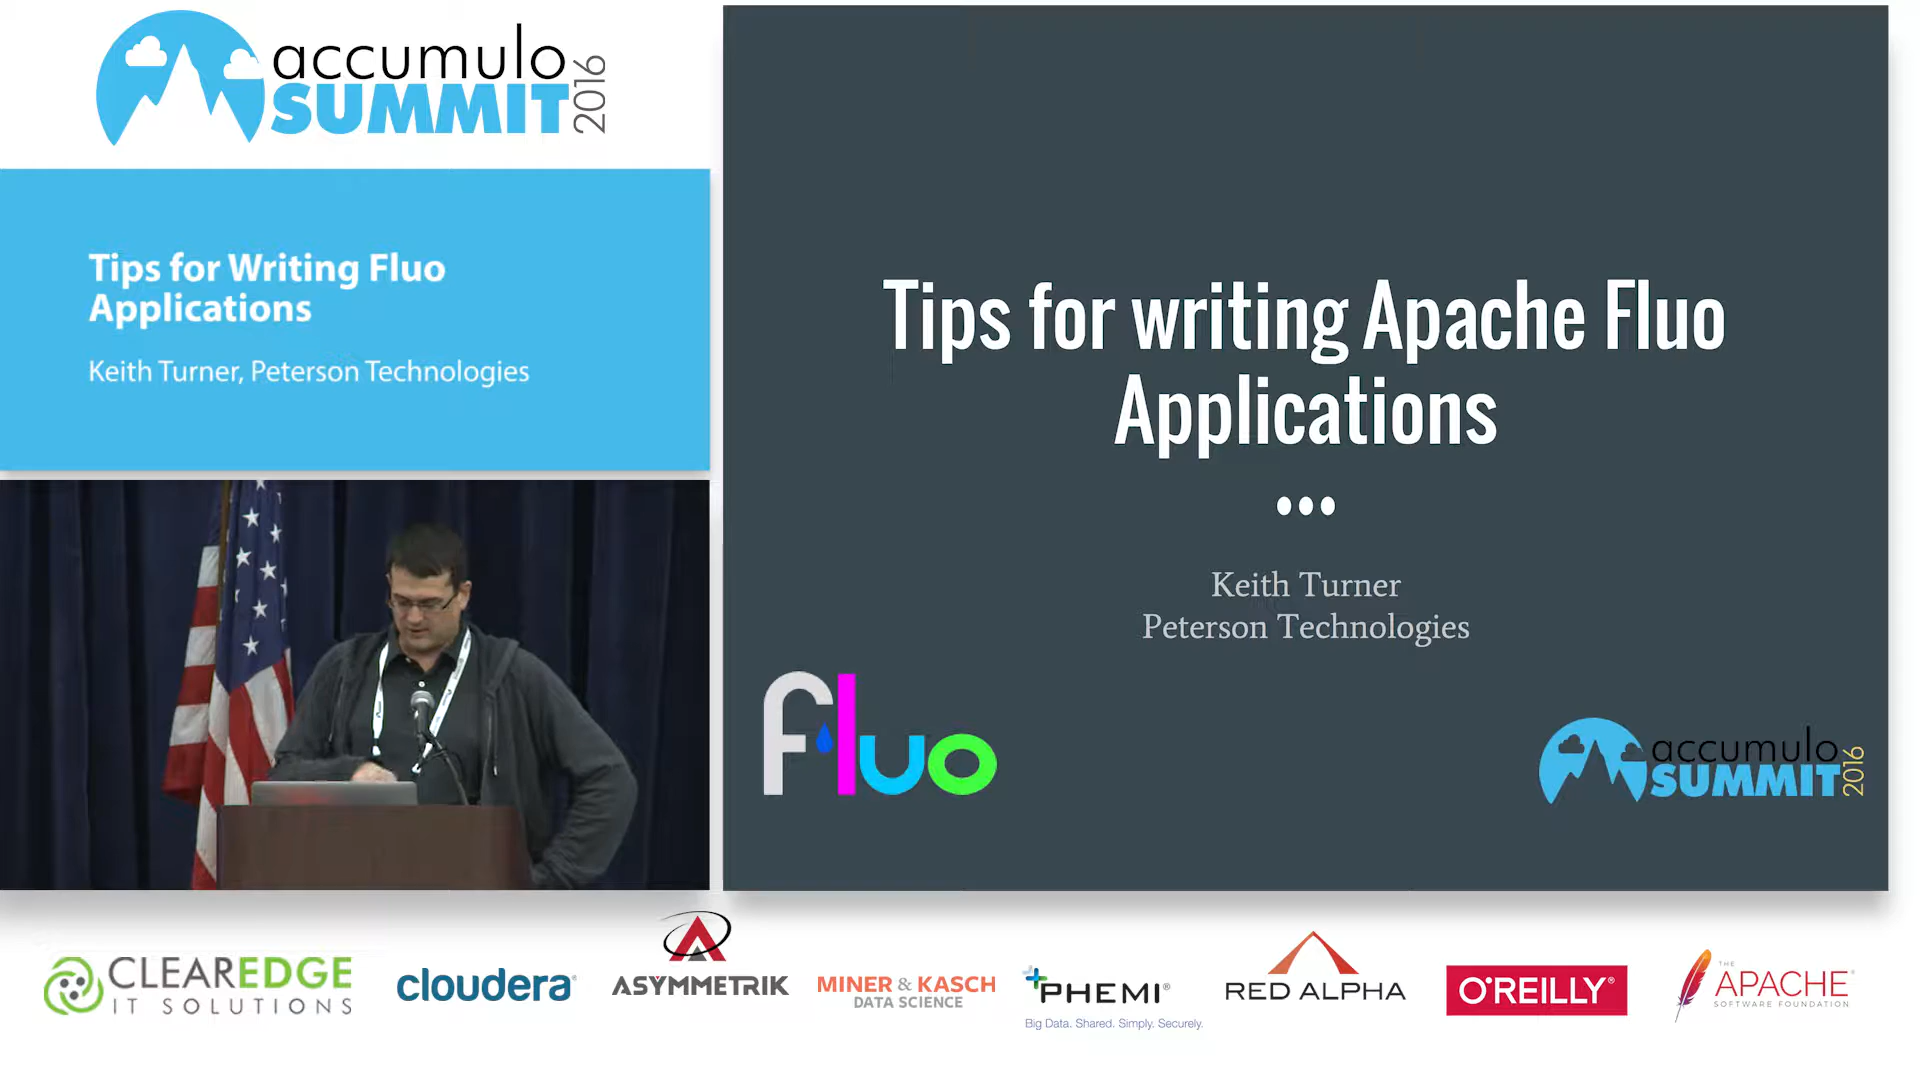 accumulo
SUMMIT
2016
Tips for Writing Fluo
Applications
Keith Turner, Peterson Technologies
Tips for writing Apache Fluo
Applications
Keith Turner
Peterson Technologies
fluo
accumulo
SUMMIT
2016
CLEAREDGE
IT SOLUTIONS
cloudera
ASYMMETRIK
MINER & KASCH
DATA SCIENCE
PHEMI®
Big Data. Shared. Simply. Securely.
RED ALPHA
O'REILLY®
THE
APACHE
SOFTWARE FOUNDATION